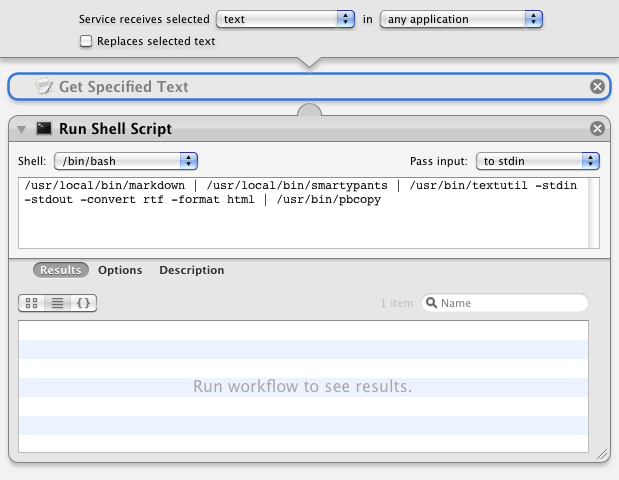 Service receives selected text in any application
Replaces selected text
Get Specified Text
Run Shell Script
Shell: /bin/bash Pass input: to stdin
/usr/local/bin/markdown | /usr/local/bin/smartypants | /usr/bin/textutil -stdin
-stdout -convert rtf -format html | /usr/bin/pbcopy
Results Options Description
1 item Name
Run workflow to see results.